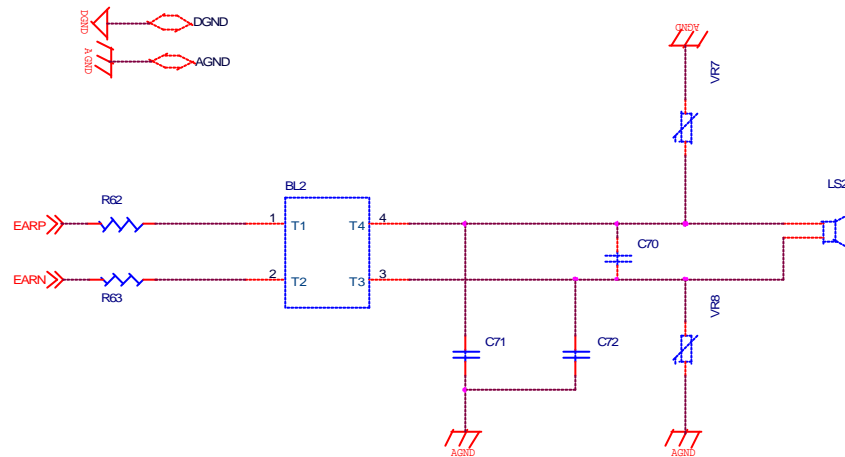 DGND
DGND
A GND
AGND
AGND
VR7
LS2
R62
BL2
EARP
1
T1
T4
4
C70
EARN
2
T2
T3
3
R63
VR8
C71
C72
AGND
AGND